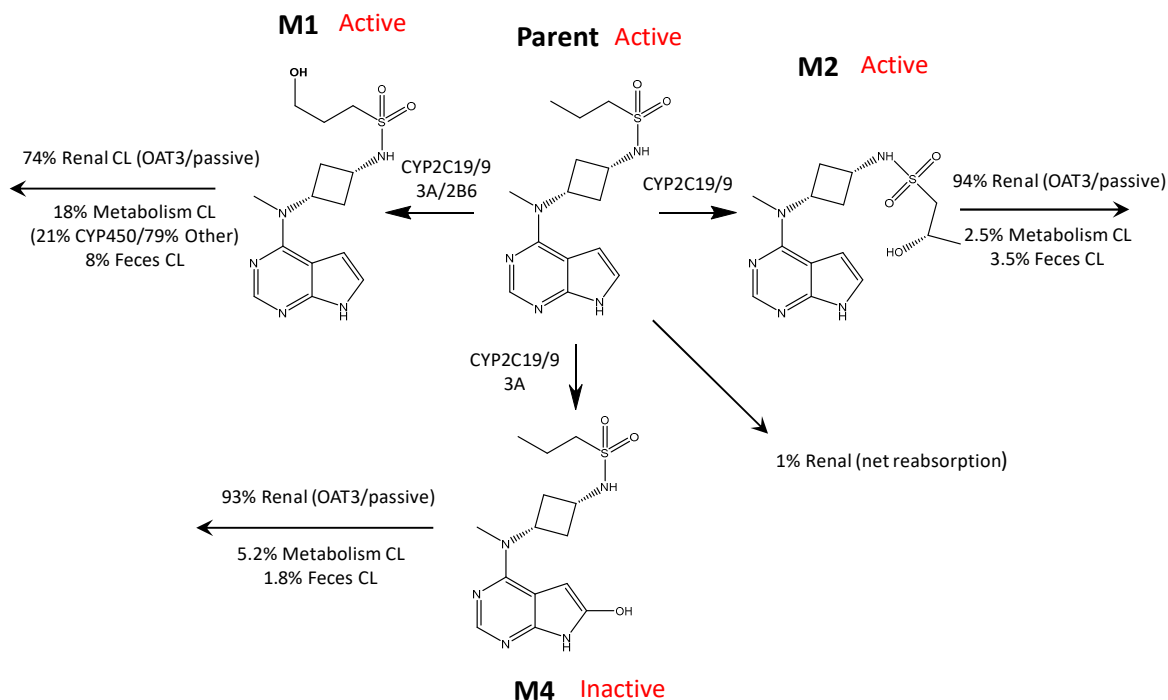 M1 Active
Parent Active
M2 Active
OH
O
S
O
NH
N
N
N
N
H
O
S
O
NH
N
N
N
N
H
NH
O
S
O
HO
N
N
N
N
H
74% Renal CL (OAT3/passive)
18% Metabolism CL
(21% CYP450/79% Other)
8% Feces CL
CYP2C19/9
3A/2B6
CYP2C19/9
94% Renal (OAT3/passive)
2.5% Metabolism CL
3.5% Feces CL
CYP2C19/9
3A
1% Renal (net reabsorption)
O
S
O
NH
N
N
N
N
H
OH
93% Renal (OAT3/passive)
5.2% Metabolism CL
1.8% Feces CL
M4 Inactive